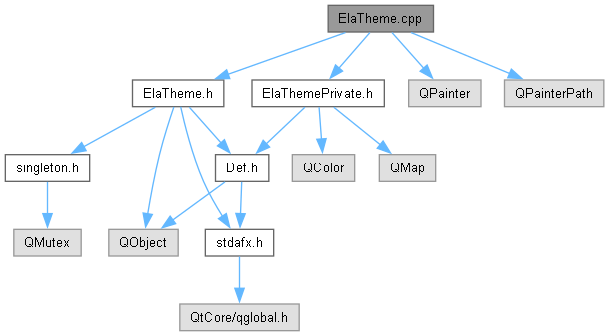 ElaTheme.cpp
ElaTheme.h
ElaThemePrivate.h
QPainter
QPainterPath
singleton.h
Def.h
QColor
QMap
QMutex
QObject
stdafx.h
QtCore/qglobal.h